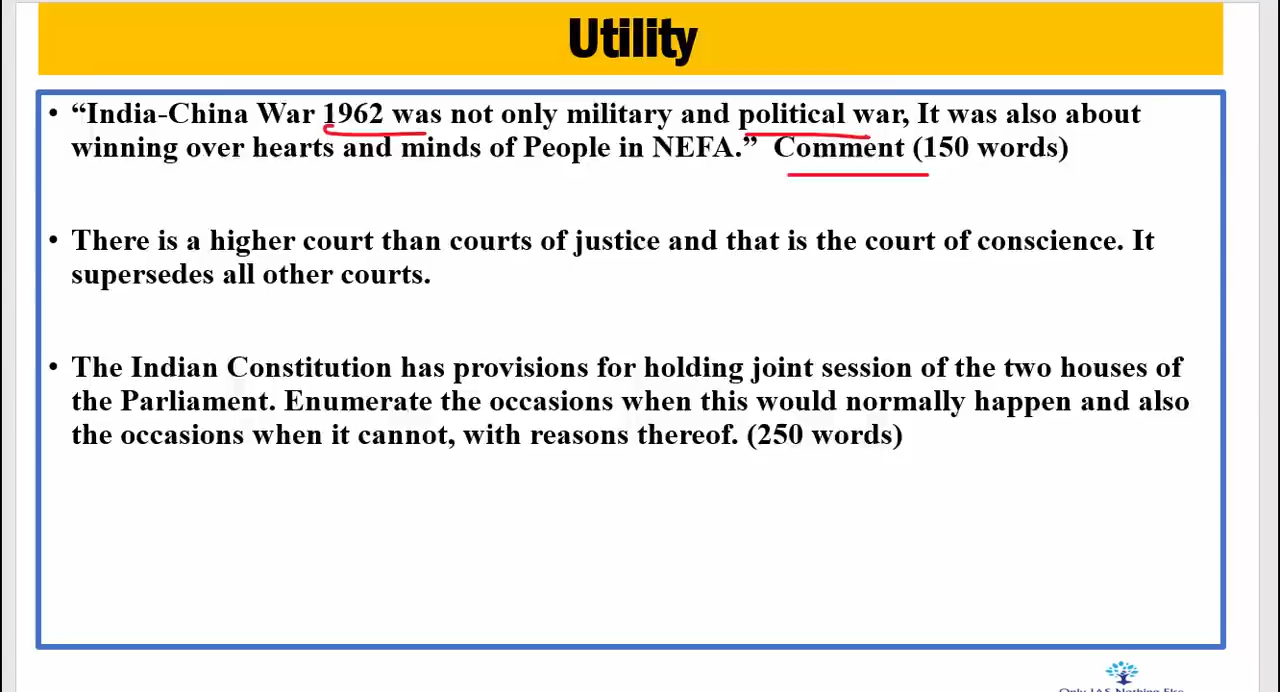 Utility
• “India-China War 1962 was not only military and political war, It was also about
winning over hearts and minds of People in NEFA.” Comment (150 words)
• There is a higher court than courts of justice and that is the court of conscience. It
supersedes all other courts.
• The Indian Constitution has provisions for holding joint session of the two houses of
the Parliament. Enumerate the occasions when this would normally happen and also
the occasions when it cannot, with reasons thereof. (250 words)
Only IAS Nothing Else